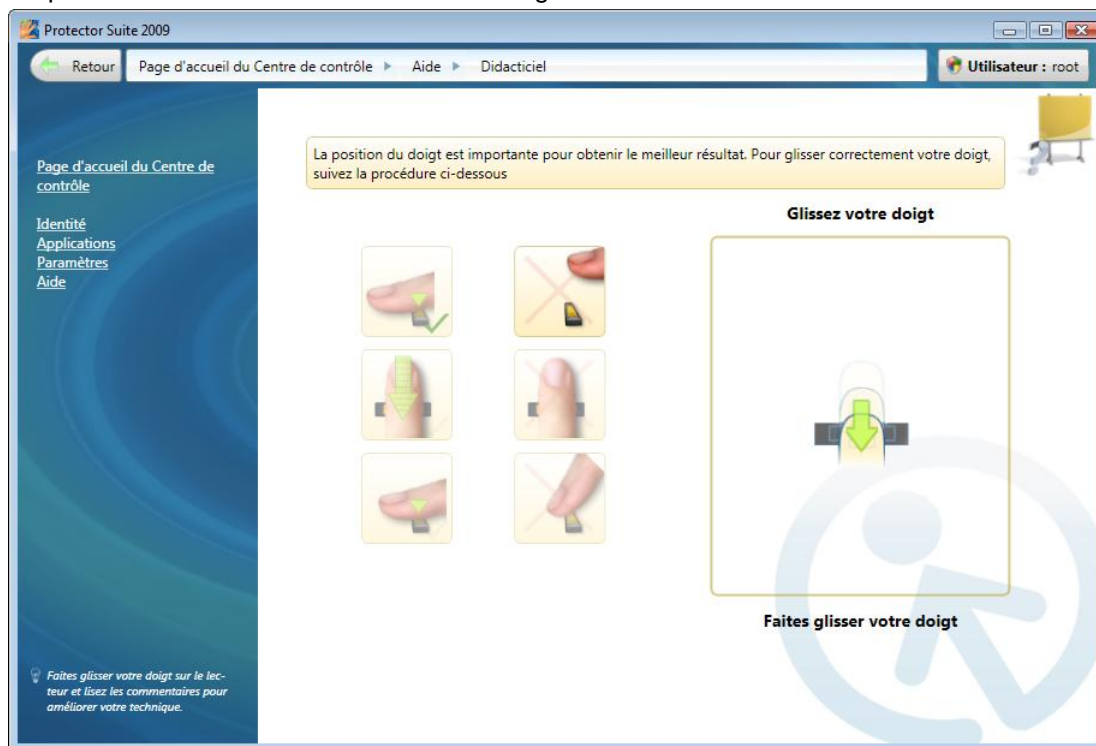 Protector Suite 2009
Retour
Page d'accueil du Centre de contrôle ▶ Aide ▶ Didacticiel
Utilisateur : root
Page d'accueil du Centre de
contrôle
Identité
Applications
Paramètres
Aide
La position du doigt est importante pour obtenir le meilleur résultat. Pour glisser correctement votre doigt,
suivez la procédure ci-dessous
Glissez votre doigt
Faites glisser votre doigt
Faites glisser votre doigt sur le lec-
teur et lisez les commentaires pour
améliorer votre technique.